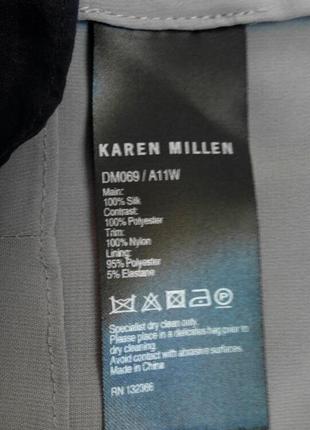 KAREN MILLEN
DM069 / A11W
Main:
100% Silk
Contrast:
100% Polyester
Trim:
100% Nylon
Lining:
95% Polyester
5% Elastane
P
Specialist dry clean only.
Please place in a delicates bag prior to
dry cleaning.
Avoid contact with abrasive surfaces.
Made in China
RN 132366